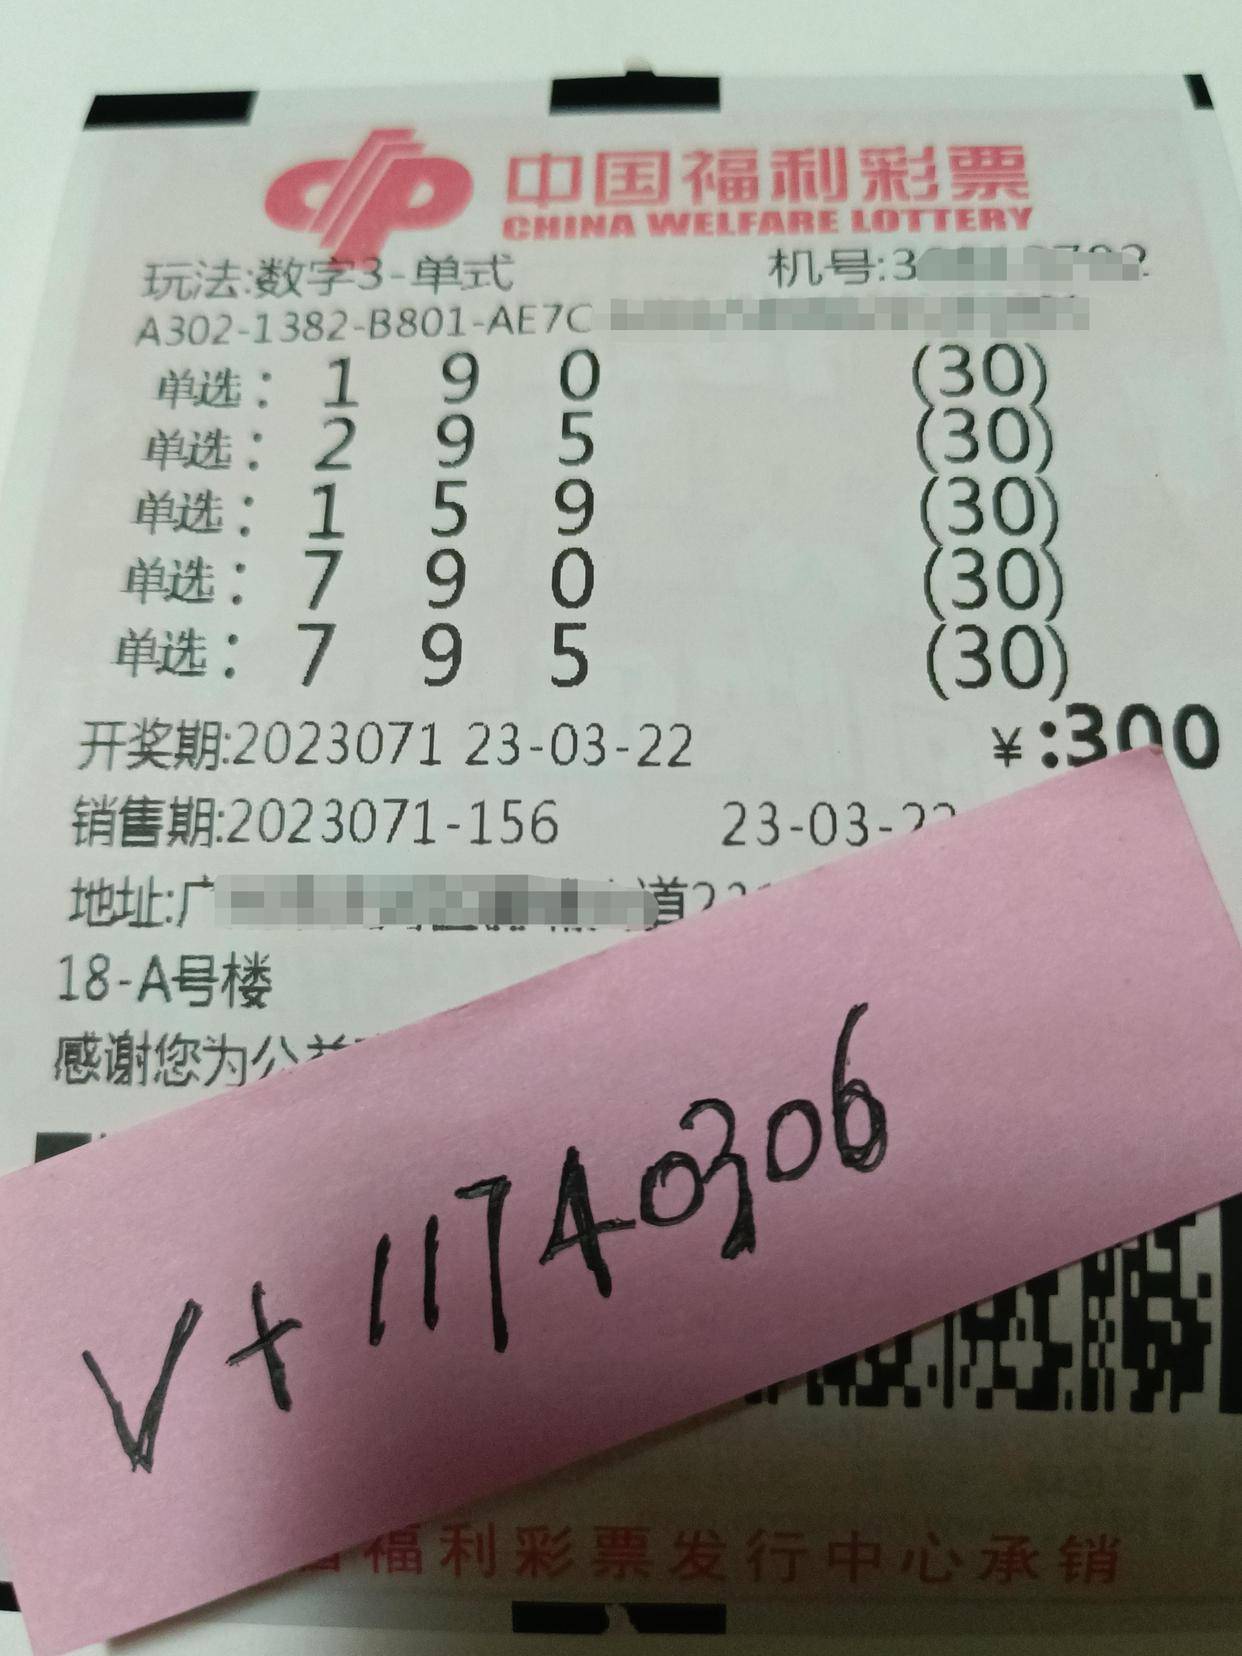 中国福利彩票
CHINA WELFARE LOTTERY
玩法:数字3-单式 机号:3
A302-1382-B801-AE7C
单选: 1 9 0 (30)
单选: 2 9 5 (30)
单选: 1 5 9 (30)
单选: 7 9 0 (30)
单选: 7 9 5 (30)
开奖期:2023071 23-03-22 ¥:300
销售期:2023071-156 23-03-22
地址:广 道
18-A号楼
感谢您为公益
V+11740306
福利彩票发行中心承销